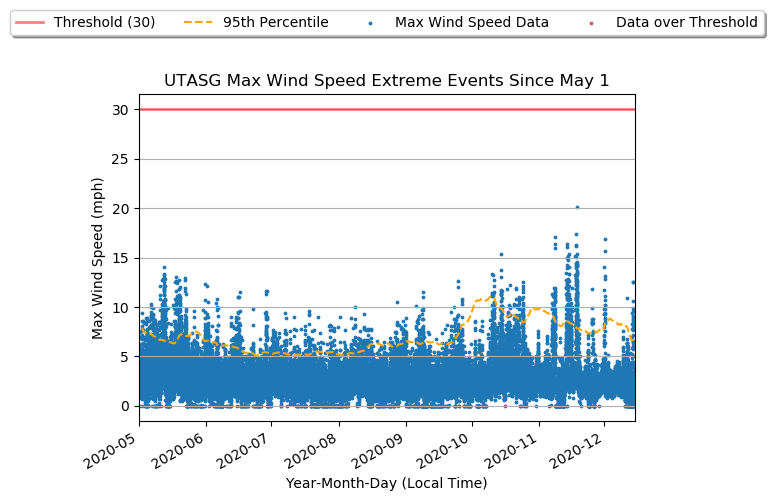 Threshold (30) 95th Percentile Max Wind Speed Data Data over Threshold
UTASG Max Wind Speed Extreme Events Since May 1
Max Wind Speed (mph)
30
25
20
15
10
5
0
2020-05 2020-06 2020-07 2020-08 2020-09 2020-10 2020-11 2020-12
Year-Month-Day (Local Time)